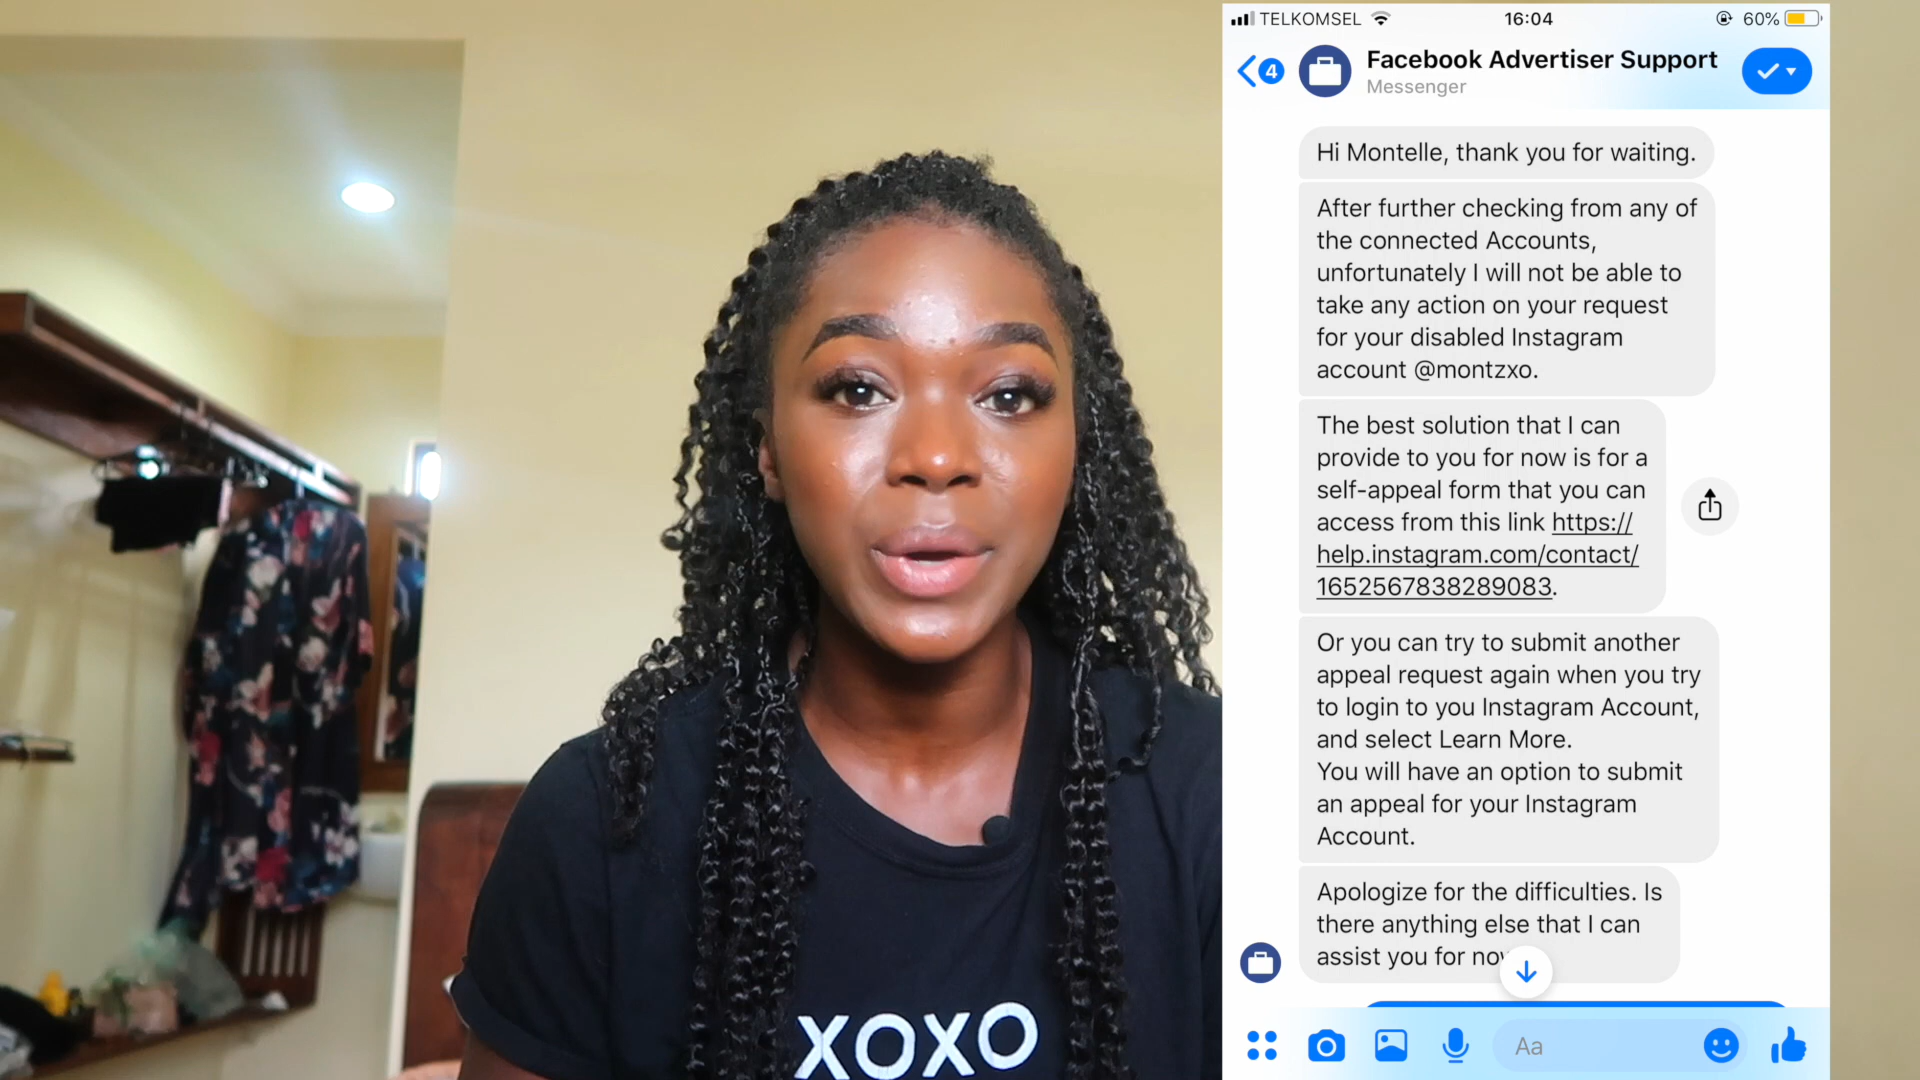 TELKOMSEL
16:04
60%
4
Facebook Advertiser Support
Messenger
Hi Montelle, thank you for waiting.
After further checking from any of
the connected Accounts,
unfortunately I will not be able to
take any action on your request
for your disabled Instagram
account @montzxo.
The best solution that I can
provide to you for now is for a
self-appeal form that you can
access from this link https://
help.instagram.com/contact/
1652567838289083.
Or you can try to submit another
appeal request again when you try
to login to you Instagram Account,
and select Learn More.
You will have an option to submit
an appeal for your Instagram
Account.
Apologize for the difficulties. Is
there anything else that I can
assist you for
Aa
XOXO